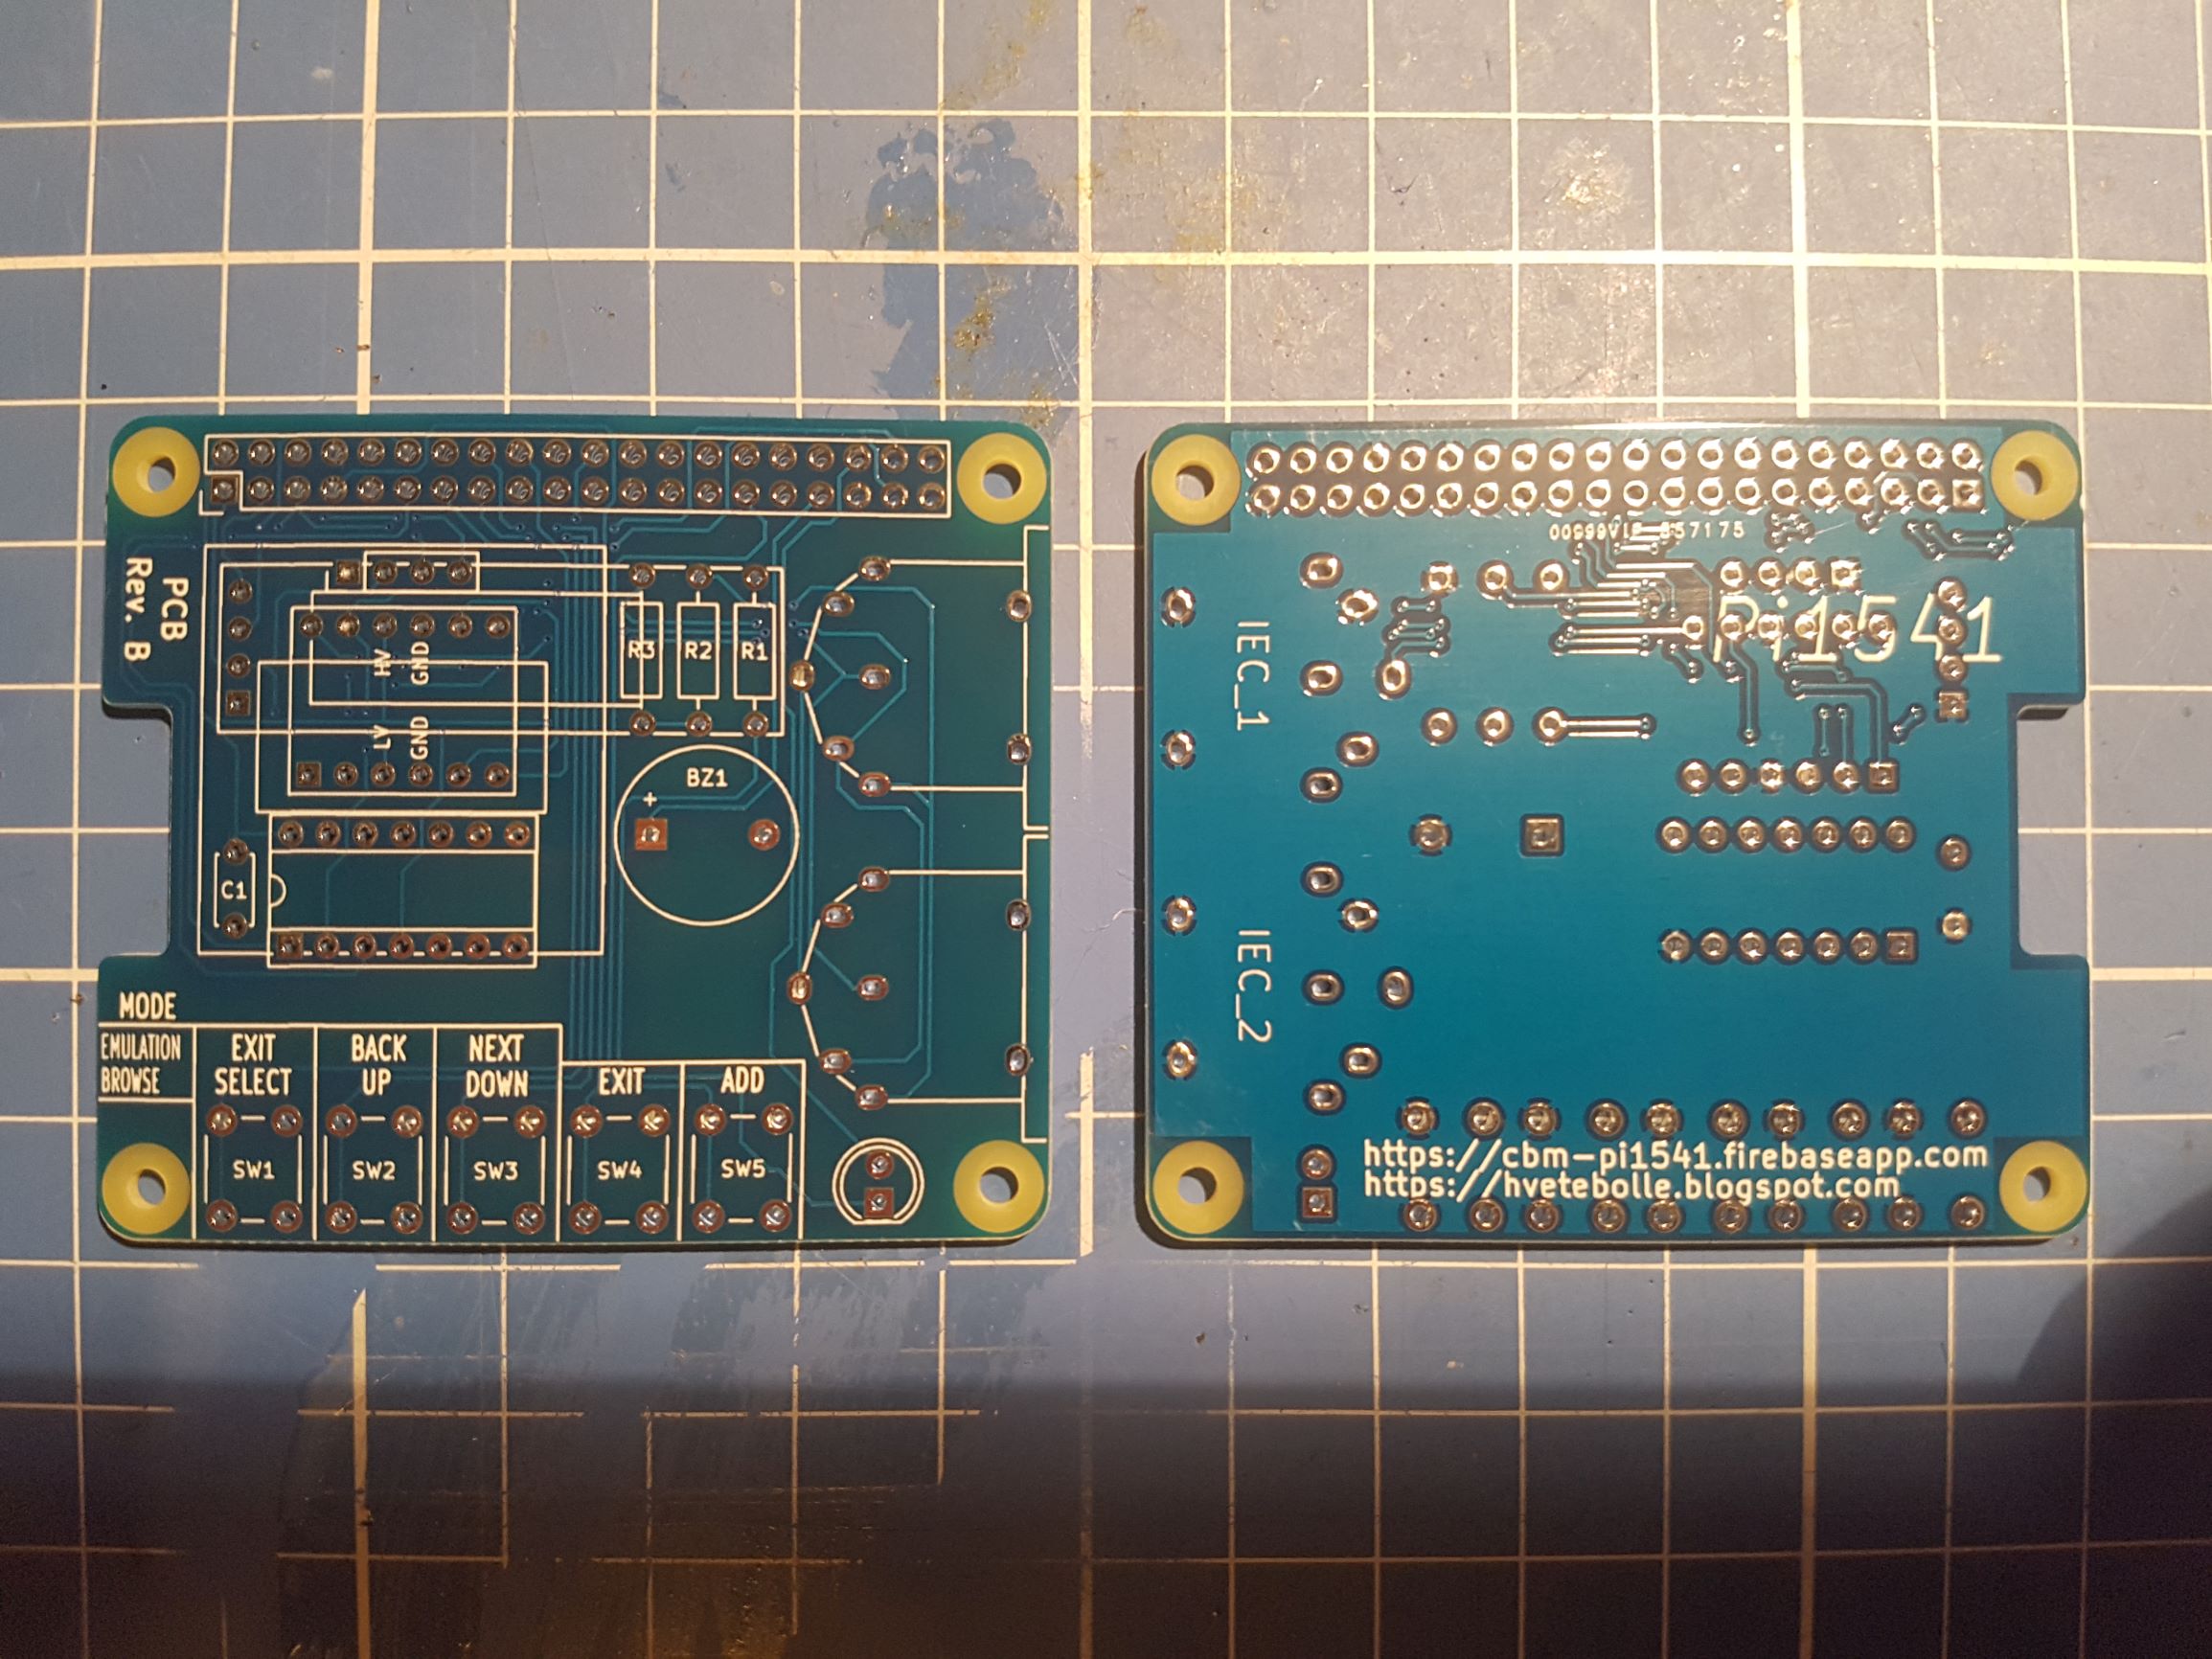 PCB
Rev. B
HV
GND
LV
GND
R3
R2
R1
BZ1
+
C1
MODE
EMULATION
BROWSE
EXIT
SELECT
BACK
UP
NEXT
DOWN
EXIT
ADD
SW1
SW2
SW3
SW4
SW5
Pi1541
IEC_1
IEC_2
https://cbm-pi1541.firebaseapp.com
https://hvetebolle.blogspot.com